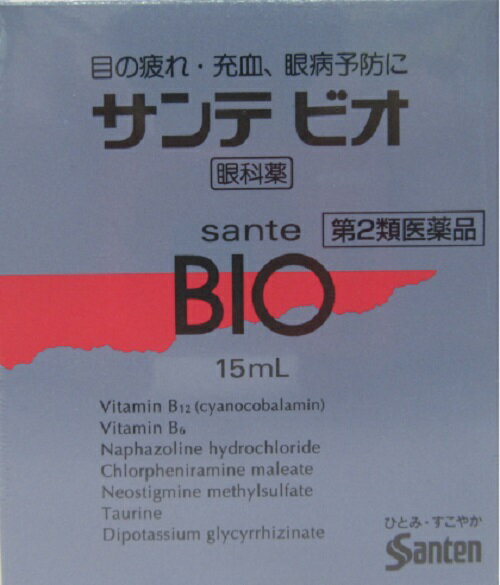 目の疲れ・充血、眼病予防に
サンテ ビオ
眼科薬
sante 第2類医薬品
BIO
15mL
Vitamin B12 (cyanocobalamin)
Vitamin B6
Naphazoline hydrochloride
Chlorpheniramine maleate
Neostigmine methylsulfate
Taurine
Dipotassium glycyrrhizinate
ひとみ・すこやか
Santen